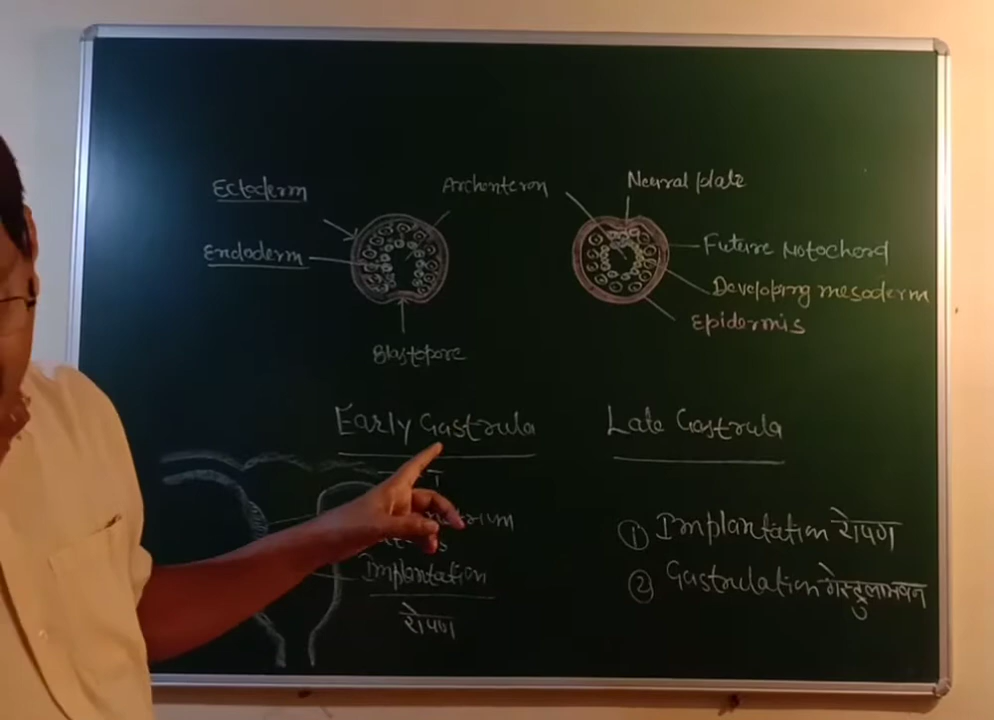 Ectoderm
Archenteron
Neural plate
Endoderm
Future Notochord
Developing mesoderm
Epidermis
Blastopore
Early Gastrula
Late Gastrula
① Implantation रोपण
Implantation
② Gastrulation गेस्ट्रुलाभवन
रोपण